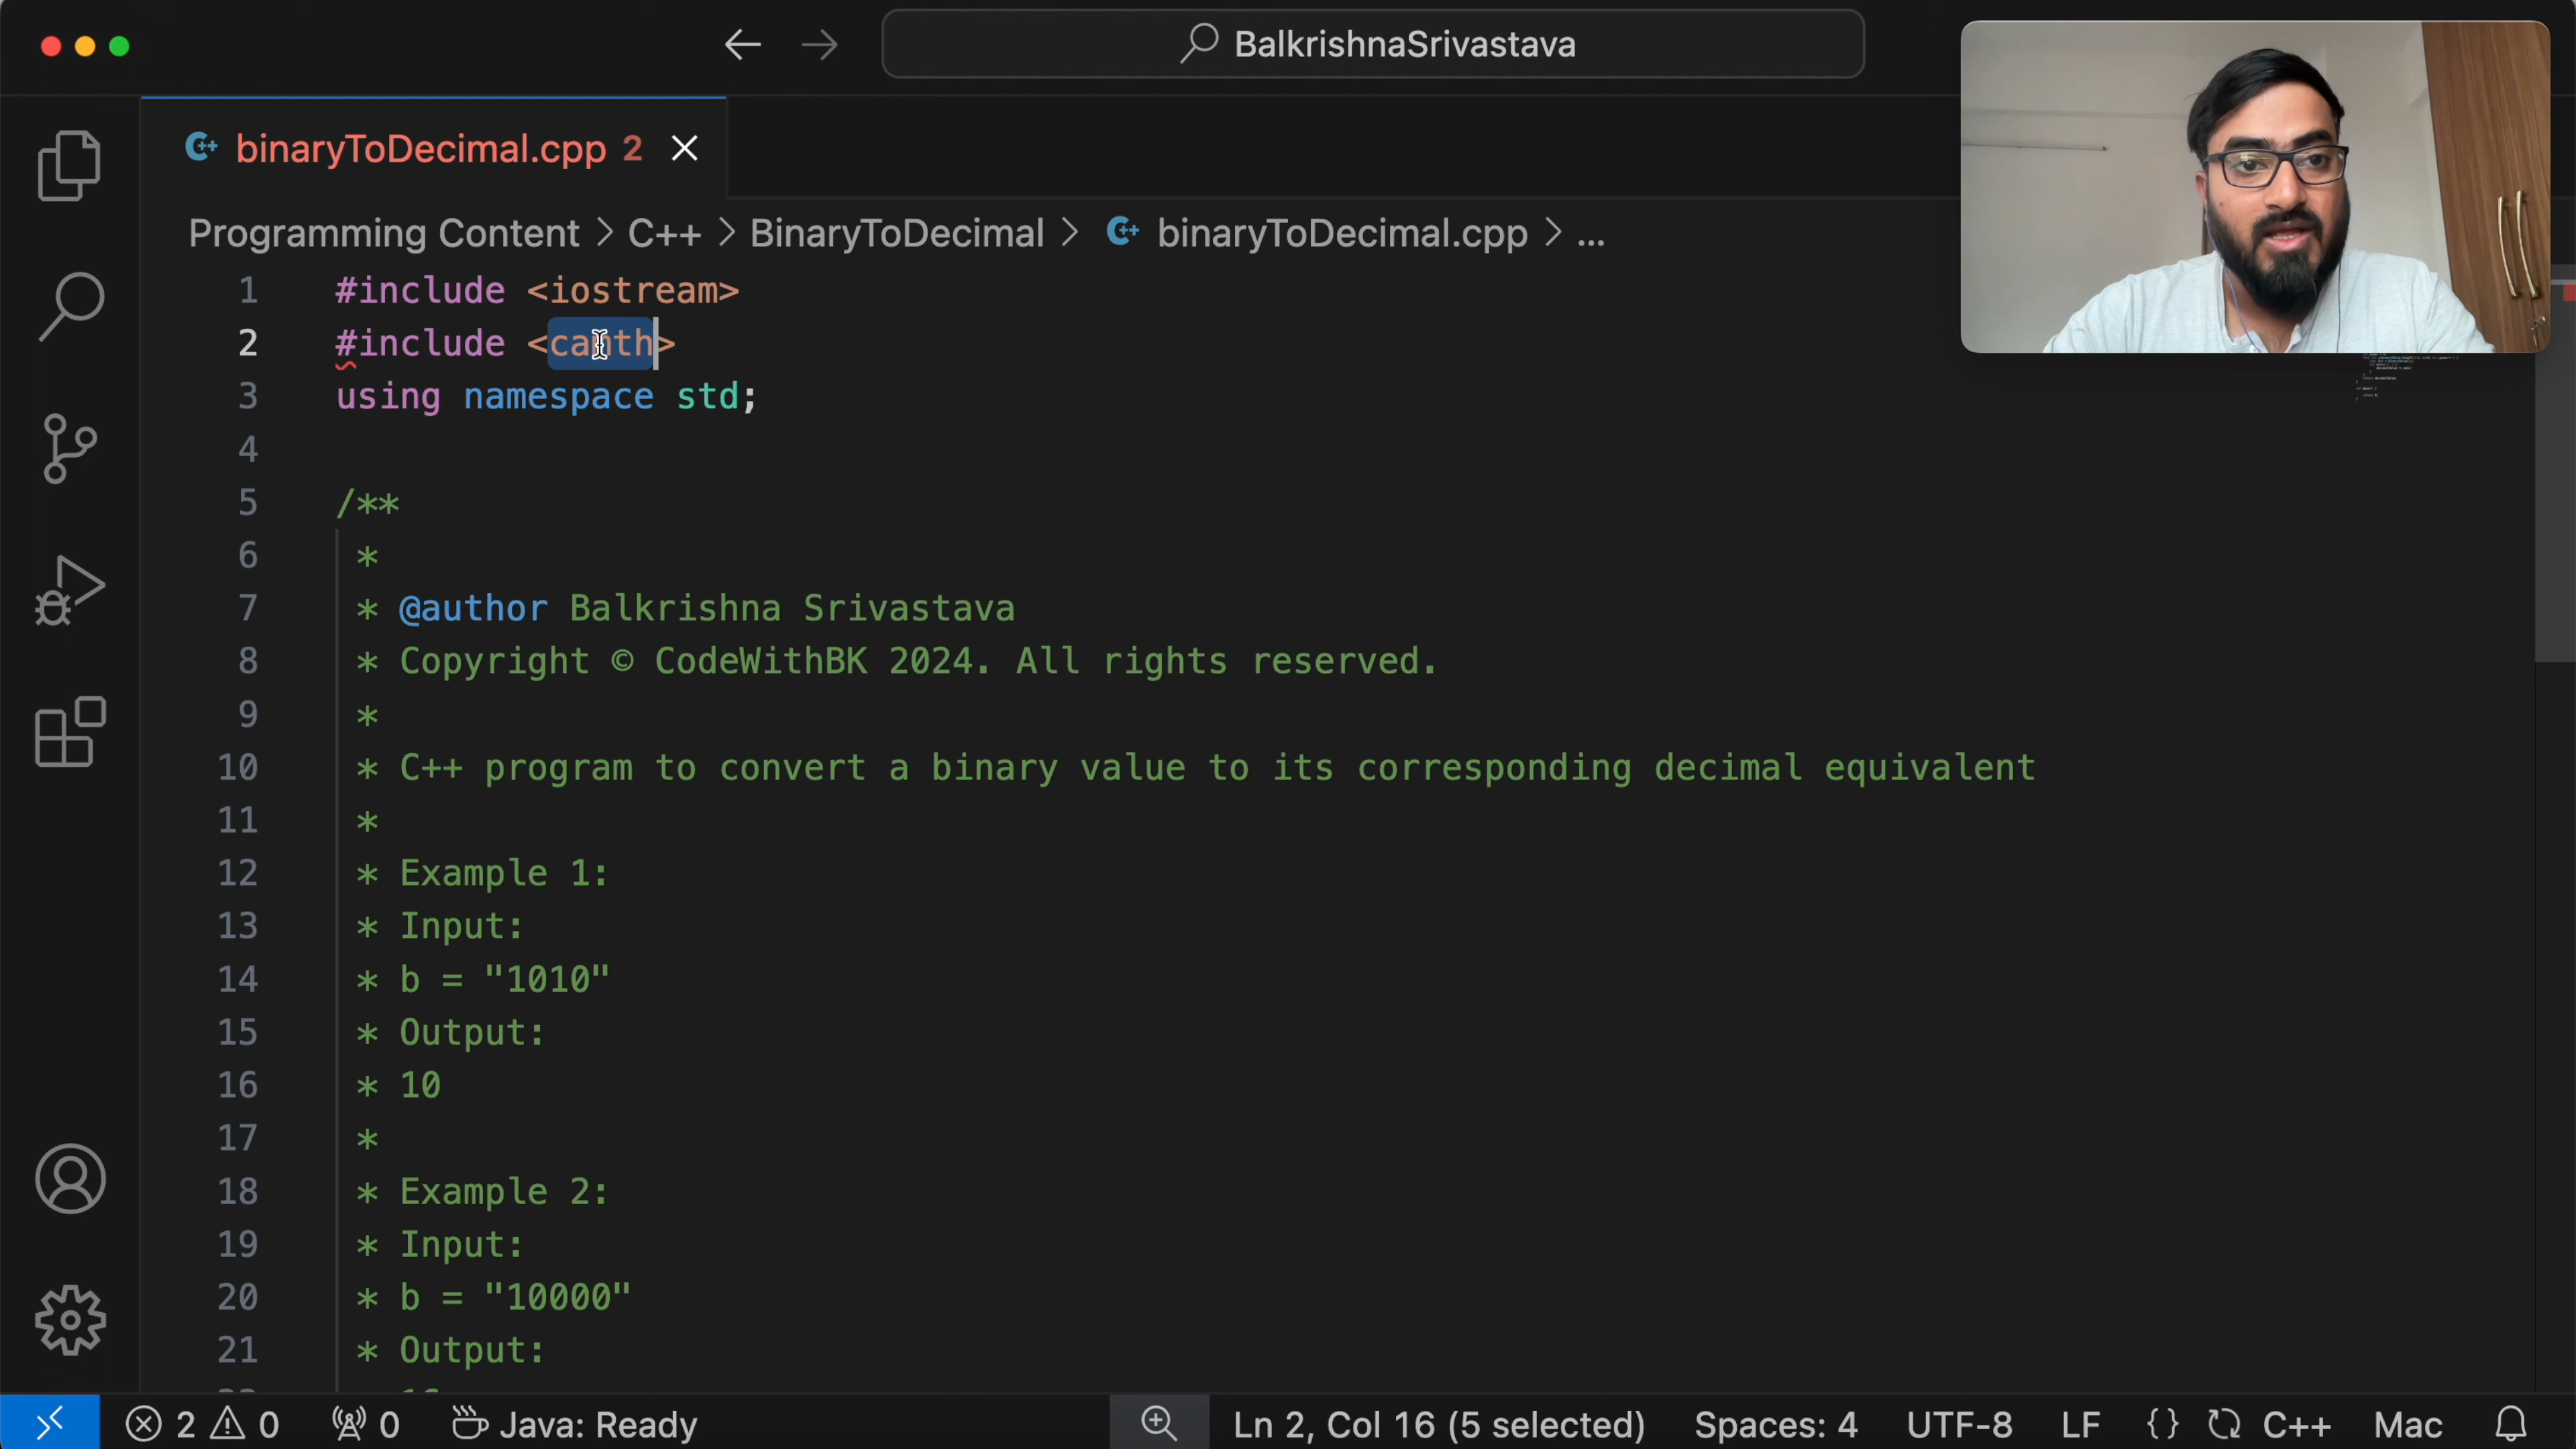 BalkrishnaSrivastava
binaryToDecimal.cpp 2
Programming Content > C++ > BinaryToDecimal > binaryToDecimal.cpp > ...
1 #include <iostream>
2 #include <camth>
3 using namespace std;
4
5 /**
6 *
7 * @author Balkrishna Srivastava
8 * Copyright © CodeWithBK 2024. All rights reserved.
9 *
10 * C++ program to convert a binary value to its corresponding decimal equivalent
11 *
12 * Example 1:
13 * Input:
14 * b = "1010"
15 * Output:
16 * 10
17 *
18 * Example 2:
19 * Input:
20 * b = "10000"
21 * Output:
2 0 0 Java: Ready Ln 2, Col 16 (5 selected) Spaces: 4 UTF-8 LF {} C++ Mac